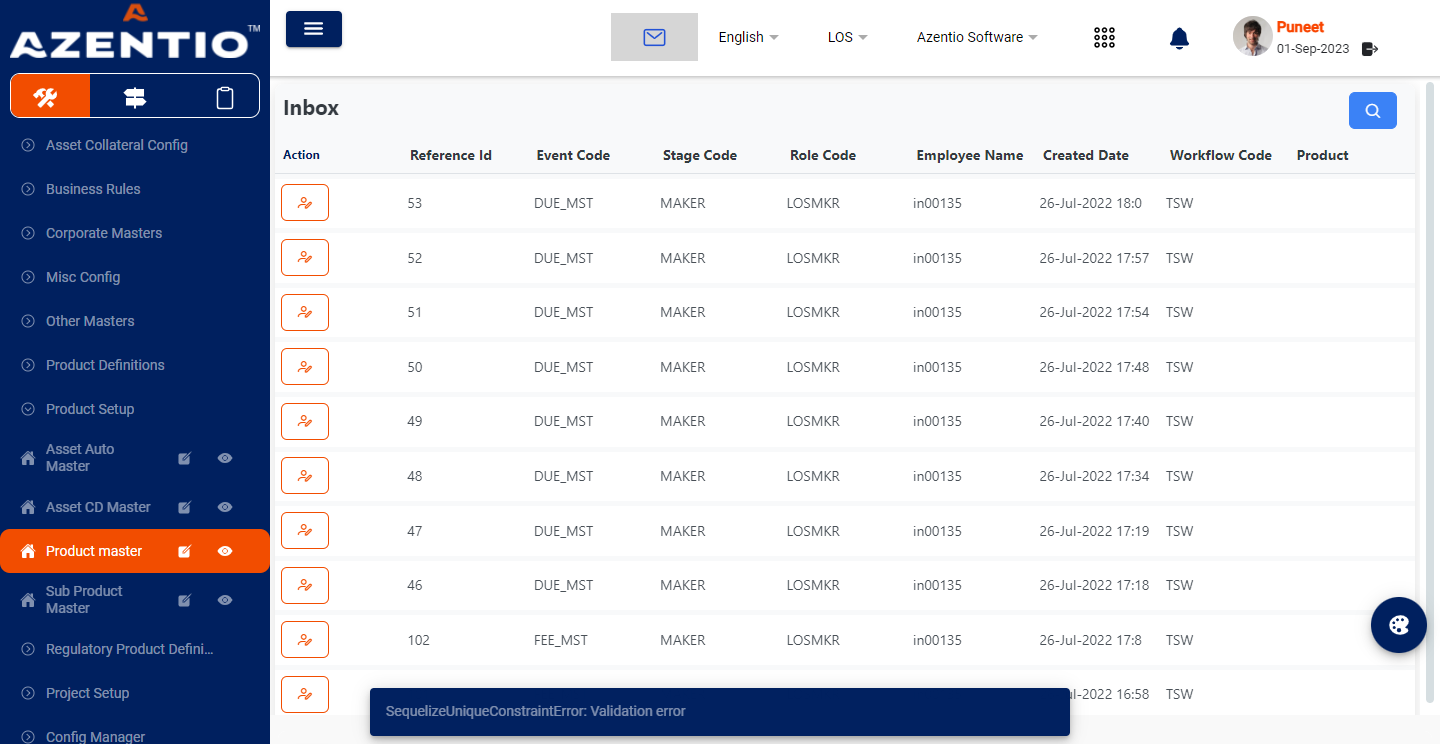 AZENTIO™
English
LOS
Azentio Software
Puneet
01-Sep-2023
Asset Collateral Config
Business Rules
Corporate Masters
Misc Config
Other Masters
Product Definitions
Product Setup
Asset Auto
Master
Asset CD Master
Product master
Sub Product
Master
Regulatory Product Defini...
Project Setup
Config Manager
Inbox
Action Reference Id Event Code Stage Code Role Code Employee Name Created Date Workflow Code Product
53 DUE_MST MAKER LOSMKR in00135 26-Jul-2022 18:0 TSW
52 DUE_MST MAKER LOSMKR in00135 26-Jul-2022 17:57 TSW
51 DUE_MST MAKER LOSMKR in00135 26-Jul-2022 17:54 TSW
50 DUE_MST MAKER LOSMKR in00135 26-Jul-2022 17:48 TSW
49 DUE_MST MAKER LOSMKR in00135 26-Jul-2022 17:40 TSW
48 DUE_MST MAKER LOSMKR in00135 26-Jul-2022 17:34 TSW
47 DUE_MST MAKER LOSMKR in00135 26-Jul-2022 17:19 TSW
46 DUE_MST MAKER LOSMKR in00135 26-Jul-2022 17:18 TSW
102 FEE_MST MAKER LOSMKR in00135 26-Jul-2022 17:8 TSW
-2022 16:58 TSW
SequelizeUniqueConstraintError: Validation error